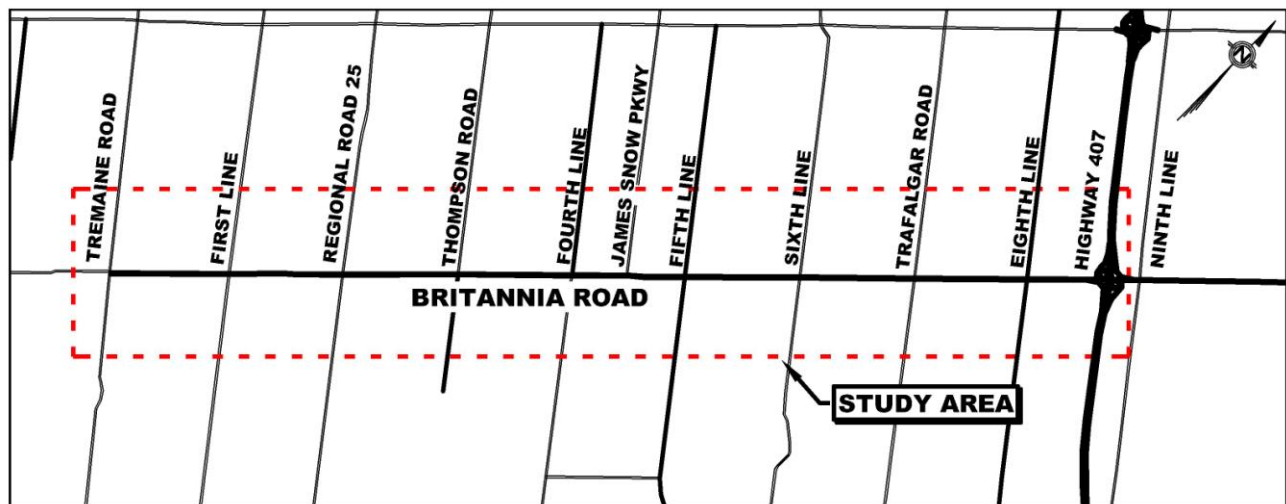 TREMAINE ROAD
FIRST LINE
REGIONAL ROAD 25
THOMPSON ROAD
FOURTH LINE
JAMES SNOW PKWY
FIFTH LINE
SIXTH LINE
TRAFALGAR ROAD
EIGHTH LINE
HIGHWAY 407
NINTH LINE
N
BRITANNIA ROAD
STUDY AREA